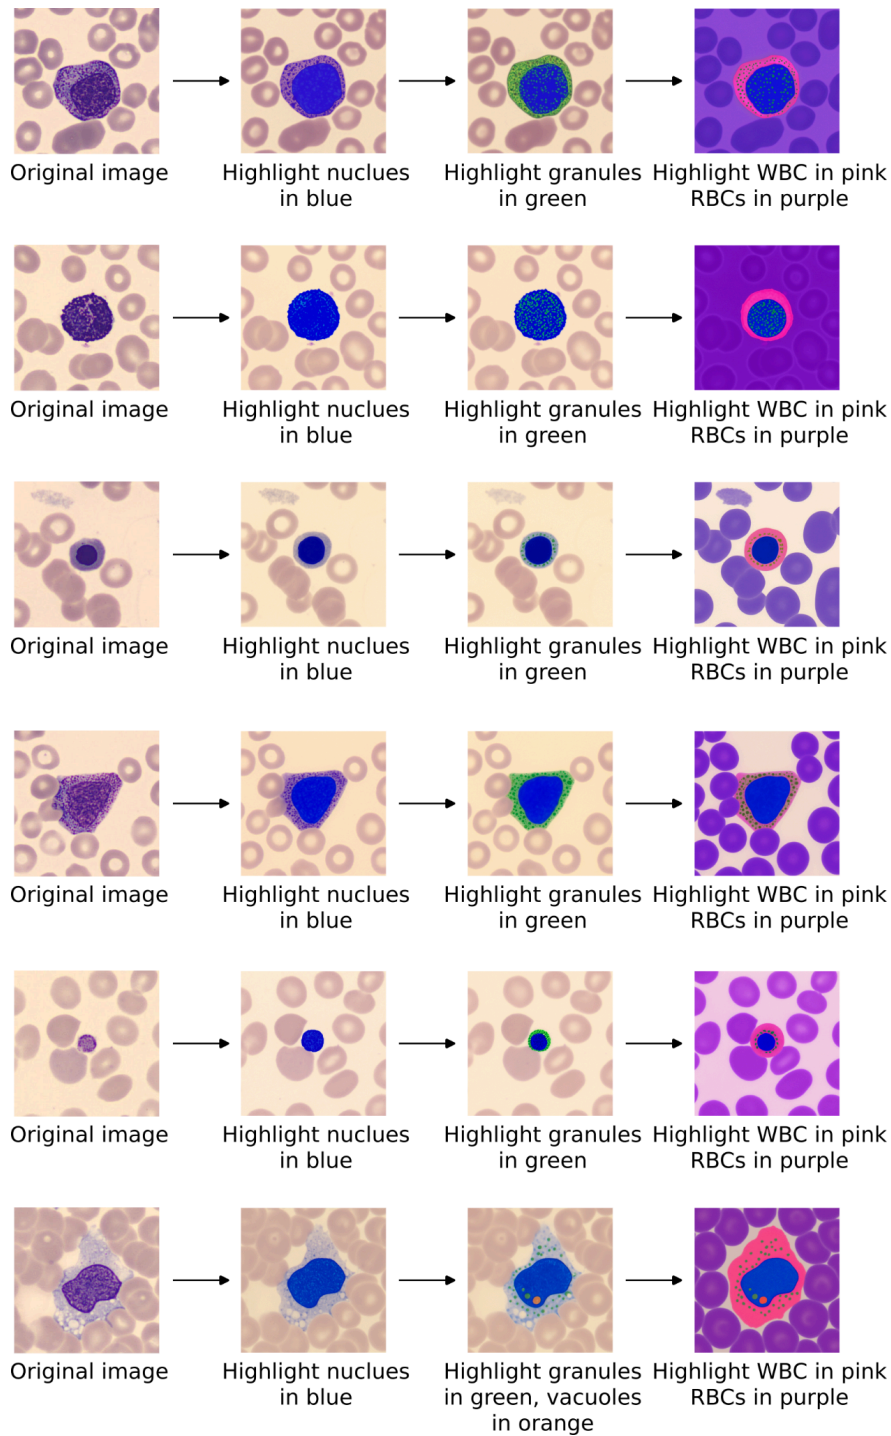 Original image
Highlight nuclues
in blue
Highlight granules
in green
Highlight WBC in pink
RBCs in purple
Original image
Highlight nuclues
in blue
Highlight granules
in green
Highlight WBC in pink
RBCs in purple
Original image
Highlight nuclues
in blue
Highlight granules
in green
Highlight WBC in pink
RBCs in purple
Original image
Highlight nuclues
in blue
Highlight granules
in green
Highlight WBC in pink
RBCs in purple
Original image
Highlight nuclues
in blue
Highlight granules
in green
Highlight WBC in pink
RBCs in purple
Original image
Highlight nuclues
in blue
Highlight granules
in green, vacuoles
in orange
Highlight WBC in pink
RBCs in purple